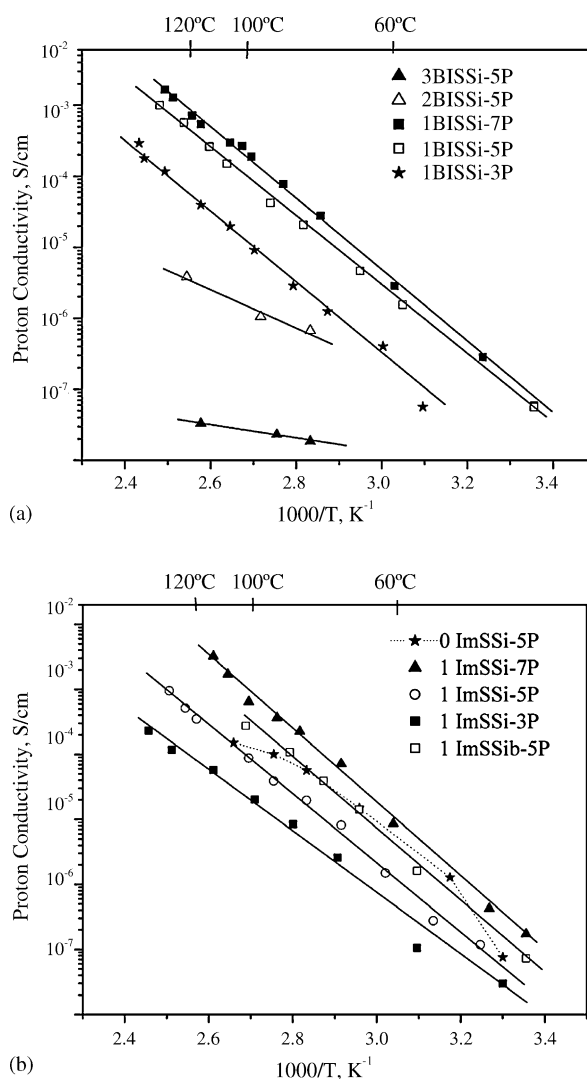 120ºC 100ºC 60ºC
10⁻²
10⁻³
10⁻⁴
10⁻⁵
10⁻⁶
10⁻⁷
Proton Conductivity, S/cm
3BISSi-5P
2BISSi-5P
1BISSi-7P
1BISSi-5P
1BISSi-3P
2.4 2.6 2.8 3.0 3.2 3.4
1000/T, K⁻¹
(a)
120ºC 100ºC 60ºC
10⁻²
10⁻³
10⁻⁴
10⁻⁵
10⁻⁶
10⁻⁷
Proton Conductivity, S/cm
0 ImSSi-5P
1 ImSSi-7P
1 ImSSi-5P
1 ImSSi-3P
1 ImSSib-5P
2.4 2.6 2.8 3.0 3.2 3.4
1000/T, K⁻¹
(b)